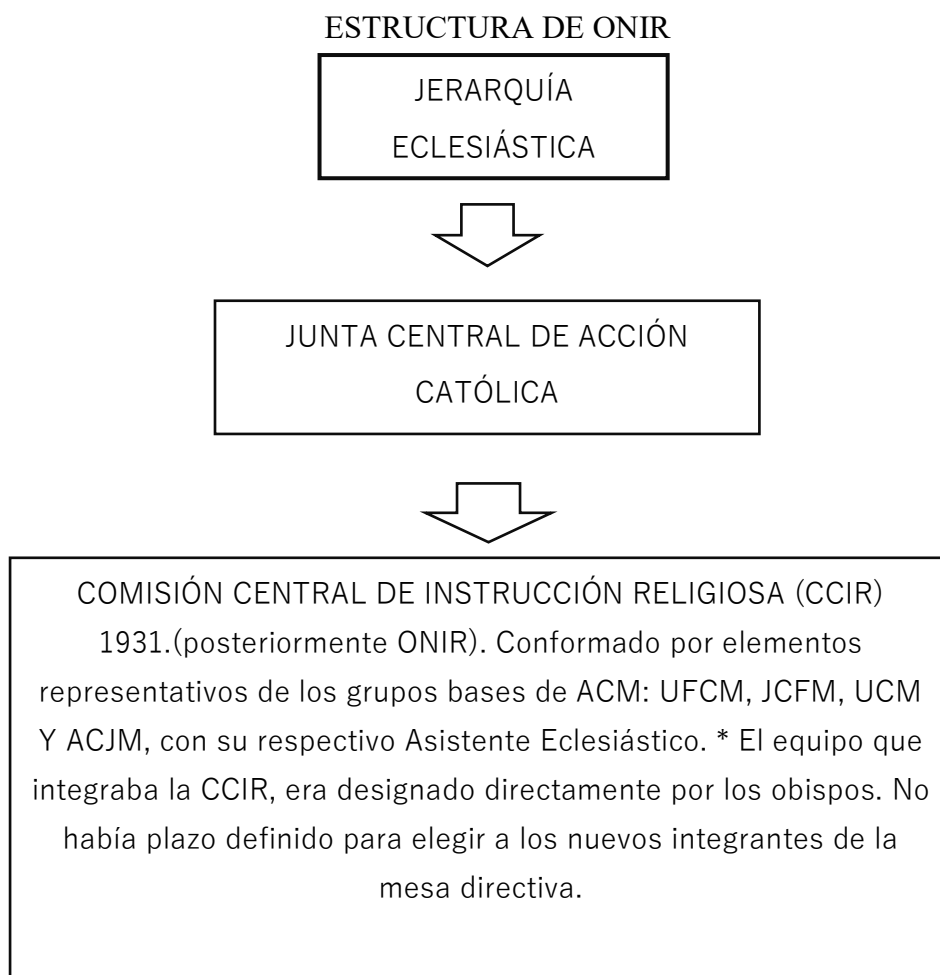 ESTRUCTURA DE ONIR
JERARQUÍA
ECLESIÁSTICA
JUNTA CENTRAL DE ACCIÓN
CATÓLICA
COMISIÓN CENTRAL DE INSTRUCCIÓN RELIGIOSA (CCIR)
1931.(posteriormente ONIR). Conformado por elementos
representativos de los grupos bases de ACM: UFCM, JCFM, UCM
Y ACJM, con su respectivo Asistente Eclesiástico. * El equipo que
integraba la CCIR, era designado directamente por los obispos. No
había plazo definido para elegir a los nuevos integrantes de la
mesa directiva.